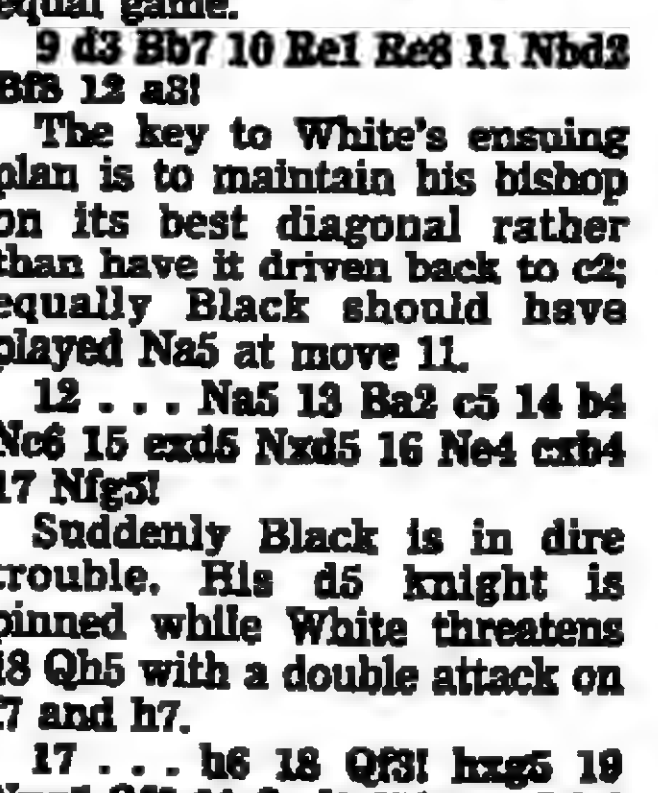 equal game.
9 d3 Bb7 10 Re1 Re8 11 Nbd2
Bf8 12 a3!
The key to White's ensuing
plan is to maintain his bishop
on its best diagonal rather
than have it driven back to c2;
equally Black should have
played Na5 at move 11.
12 . . . Na5 13 Ba2 c5 14 b4
Nc6 15 exd5 Nxd5 16 Ne4 cxb4
17 Nfg5!
Suddenly Black is in dire
trouble. His d5 knight is
pinned while White threatens
18 Qh5 with a double attack on
f7 and h7.
17 . . . h6 18 Qf3! hxg5 19